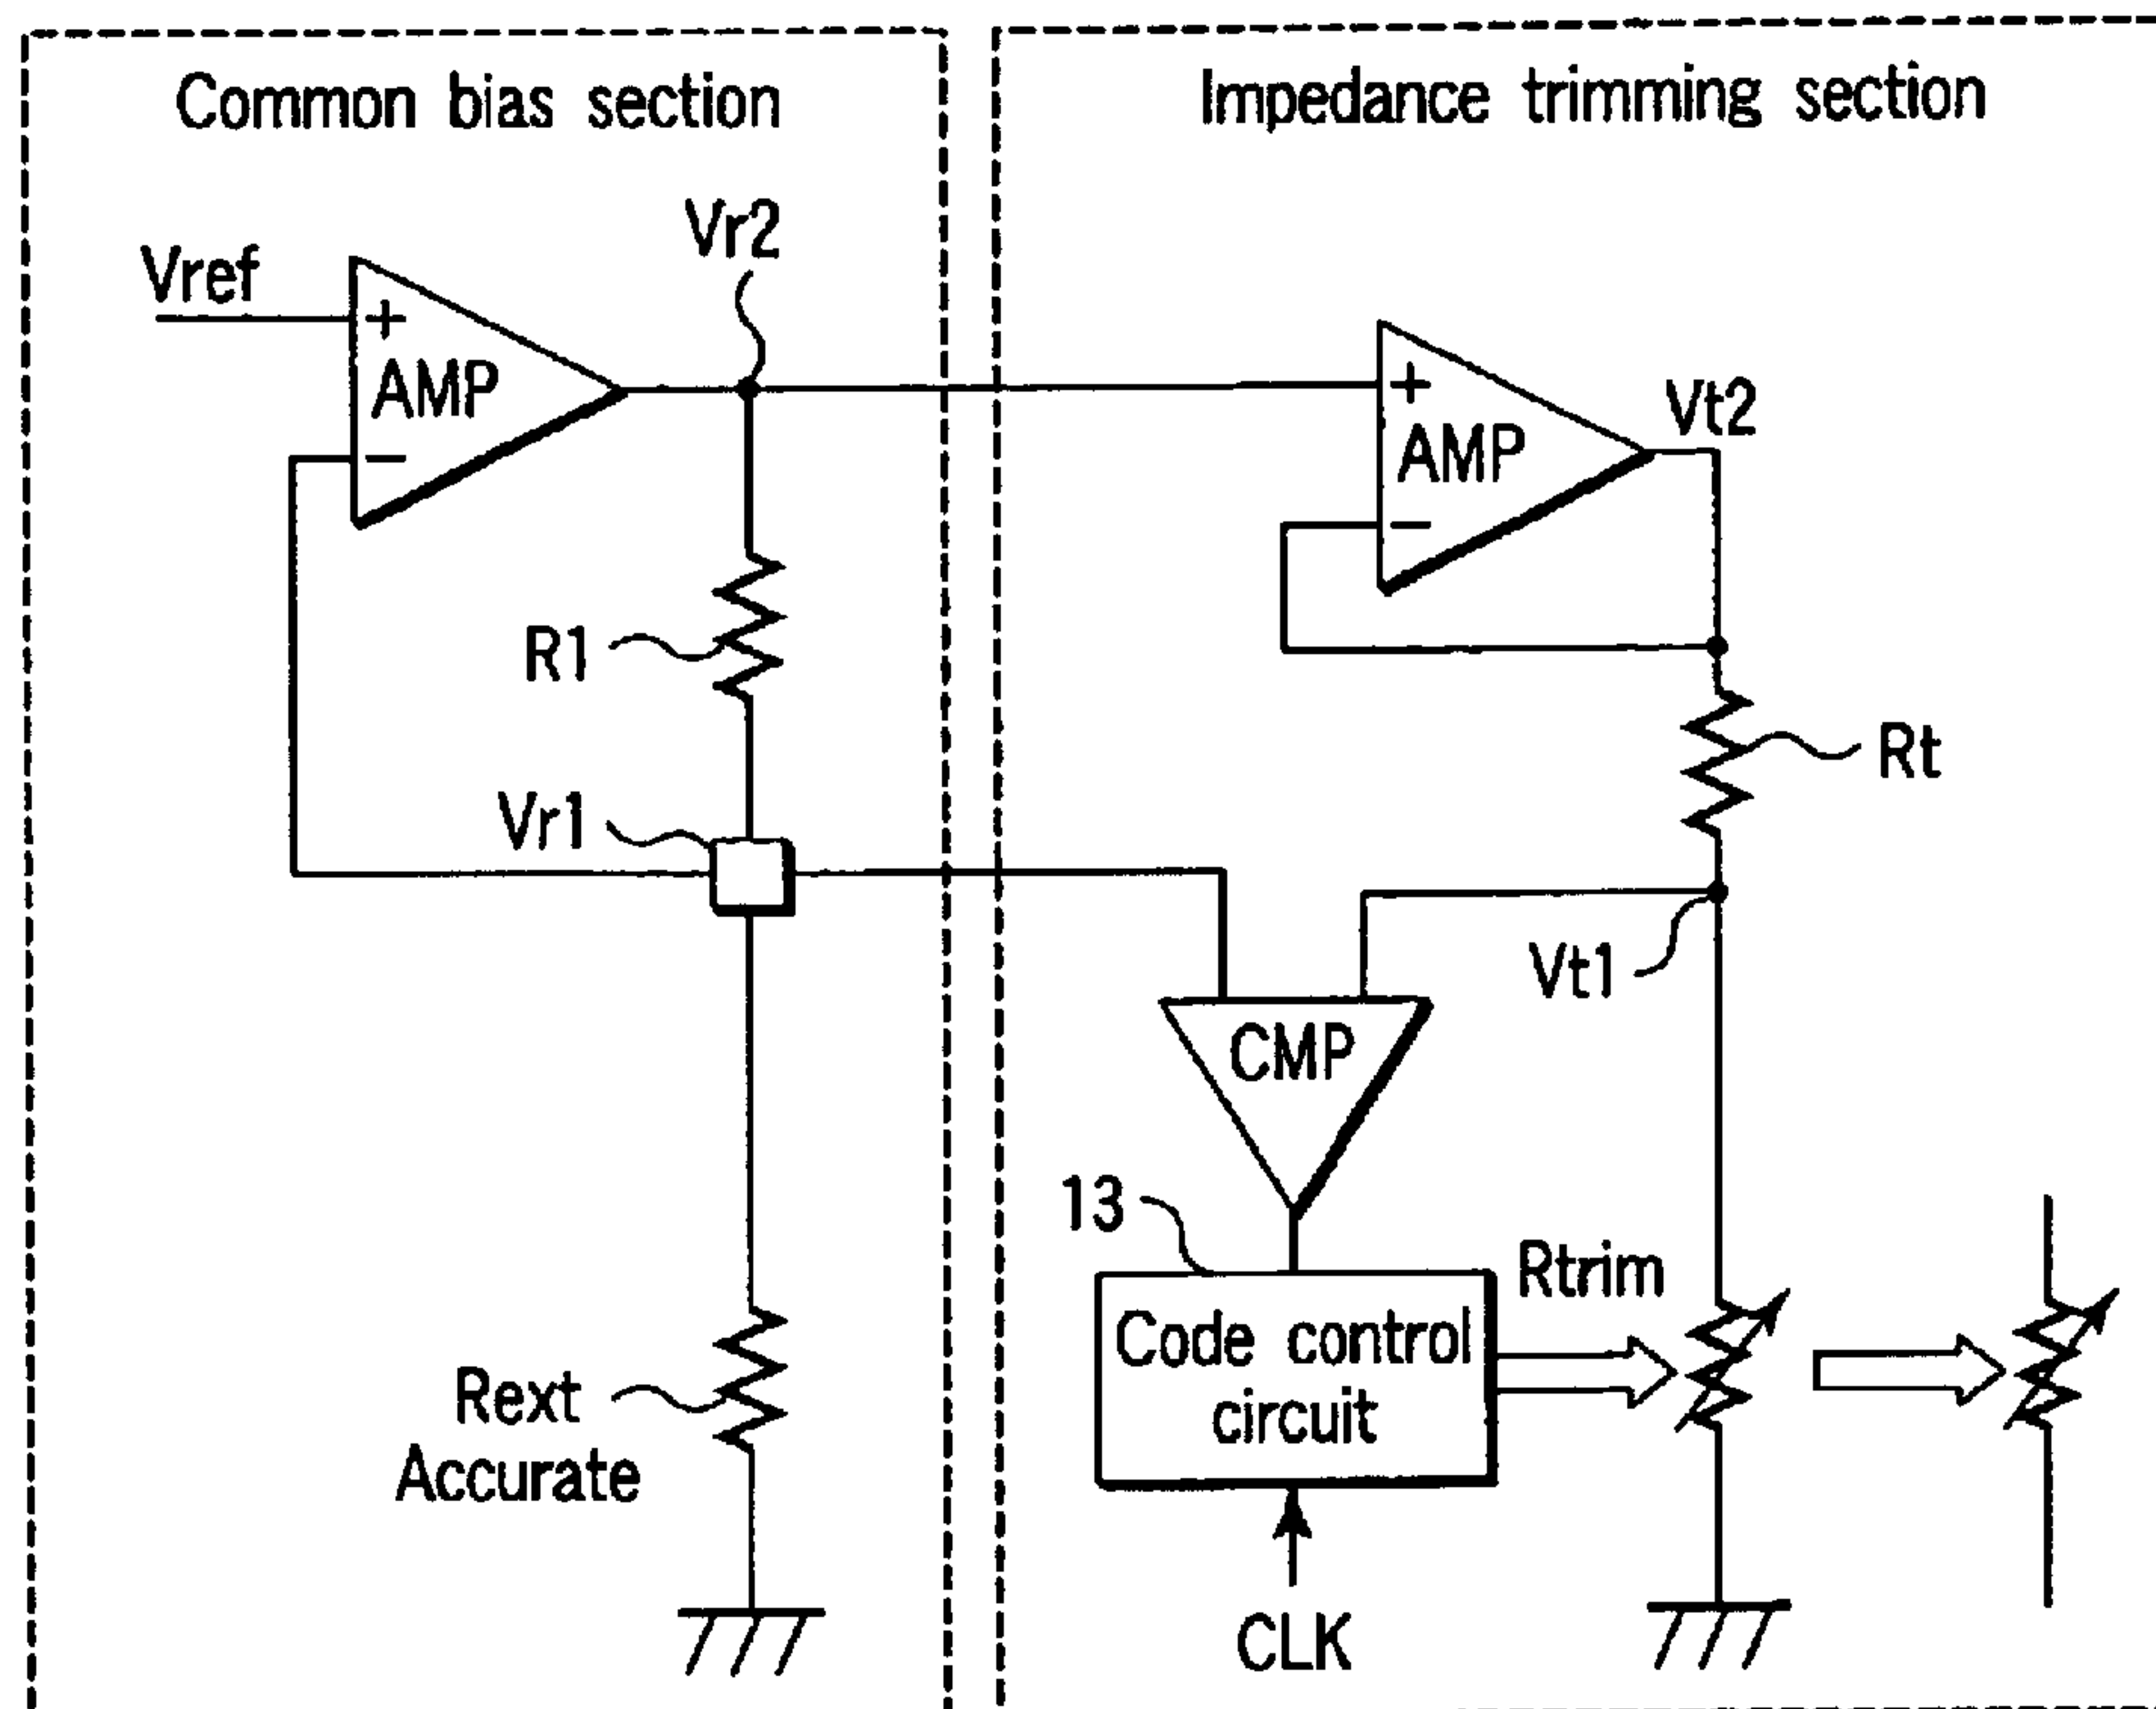 Common bias section
Impedance trimming section
Vr2
Vref
+
AMP
−
+
AMP
−
Vt2
R1
Rt
Vr1
Vt1
CMP
13
Rtrim
Code control
circuit
Rext
Accurate
CLK